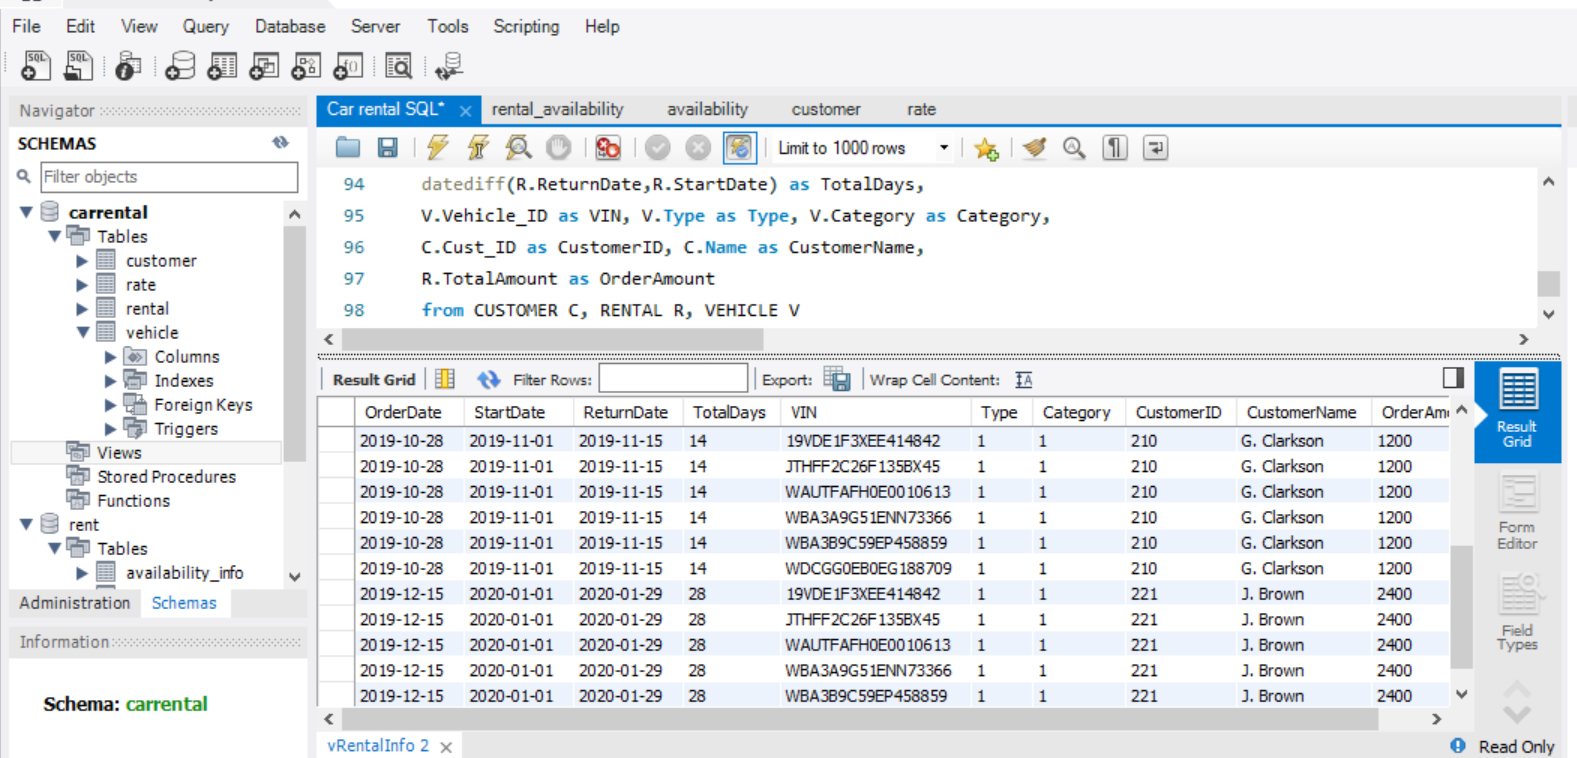 File Edit View Query Database Server Tools Scripting Help
SQL SQL
Navigator
SCHEMAS
Filter objects
carrental
Tables
customer
rate
rental
vehicle
Columns
Indexes
Foreign Keys
Triggers
Views
Stored Procedures
Functions
rent
Tables
availability_info
Administration Schemas
Information
Schema: carrental
Car rental SQL* rental_availability availability customer rate
Limit to 1000 rows
94 datediff(R.ReturnDate,R.StartDate) as TotalDays,
95 V.Vehicle_ID as VIN, V.Type as Type, V.Category as Category,
96 C.Cust_ID as CustomerID, C.Name as CustomerName,
97 R.TotalAmount as OrderAmount
98 from CUSTOMER C, RENTAL R, VEHICLE V
Result Grid Filter Rows: Export: Wrap Cell Content: IA
OrderDate StartDate ReturnDate TotalDays VIN Type Category CustomerID CustomerName OrderAm
2019-10-28 2019-11-01 2019-11-15 14 19VDE1F3XEE414842 1 1 210 G. Clarkson 1200
2019-10-28 2019-11-01 2019-11-15 14 JTHFF2C26F135BX45 1 1 210 G. Clarkson 1200
2019-10-28 2019-11-01 2019-11-15 14 WAUTFAFH0E0010613 1 1 210 G. Clarkson 1200
2019-10-28 2019-11-01 2019-11-15 14 WBA3A9G51ENN73366 1 1 210 G. Clarkson 1200
2019-10-28 2019-11-01 2019-11-15 14 WBA3B9C59EP458859 1 1 210 G. Clarkson 1200
2019-10-28 2019-11-01 2019-11-15 14 WDCGG0EB0EG188709 1 1 210 G. Clarkson 1200
2019-12-15 2020-01-01 2020-01-29 28 19VDE1F3XEE414842 1 1 221 J. Brown 2400
2019-12-15 2020-01-01 2020-01-29 28 JTHFF2C26F135BX45 1 1 221 J. Brown 2400
2019-12-15 2020-01-01 2020-01-29 28 WAUTFAFH0E0010613 1 1 221 J. Brown 2400
2019-12-15 2020-01-01 2020-01-29 28 WBA3A9G51ENN73366 1 1 221 J. Brown 2400
2019-12-15 2020-01-01 2020-01-29 28 WBA3B9C59EP458859 1 1 221 J. Brown 2400
Result
Grid
Form
Editor
Field
Types
vRentalInfo 2
Read Only